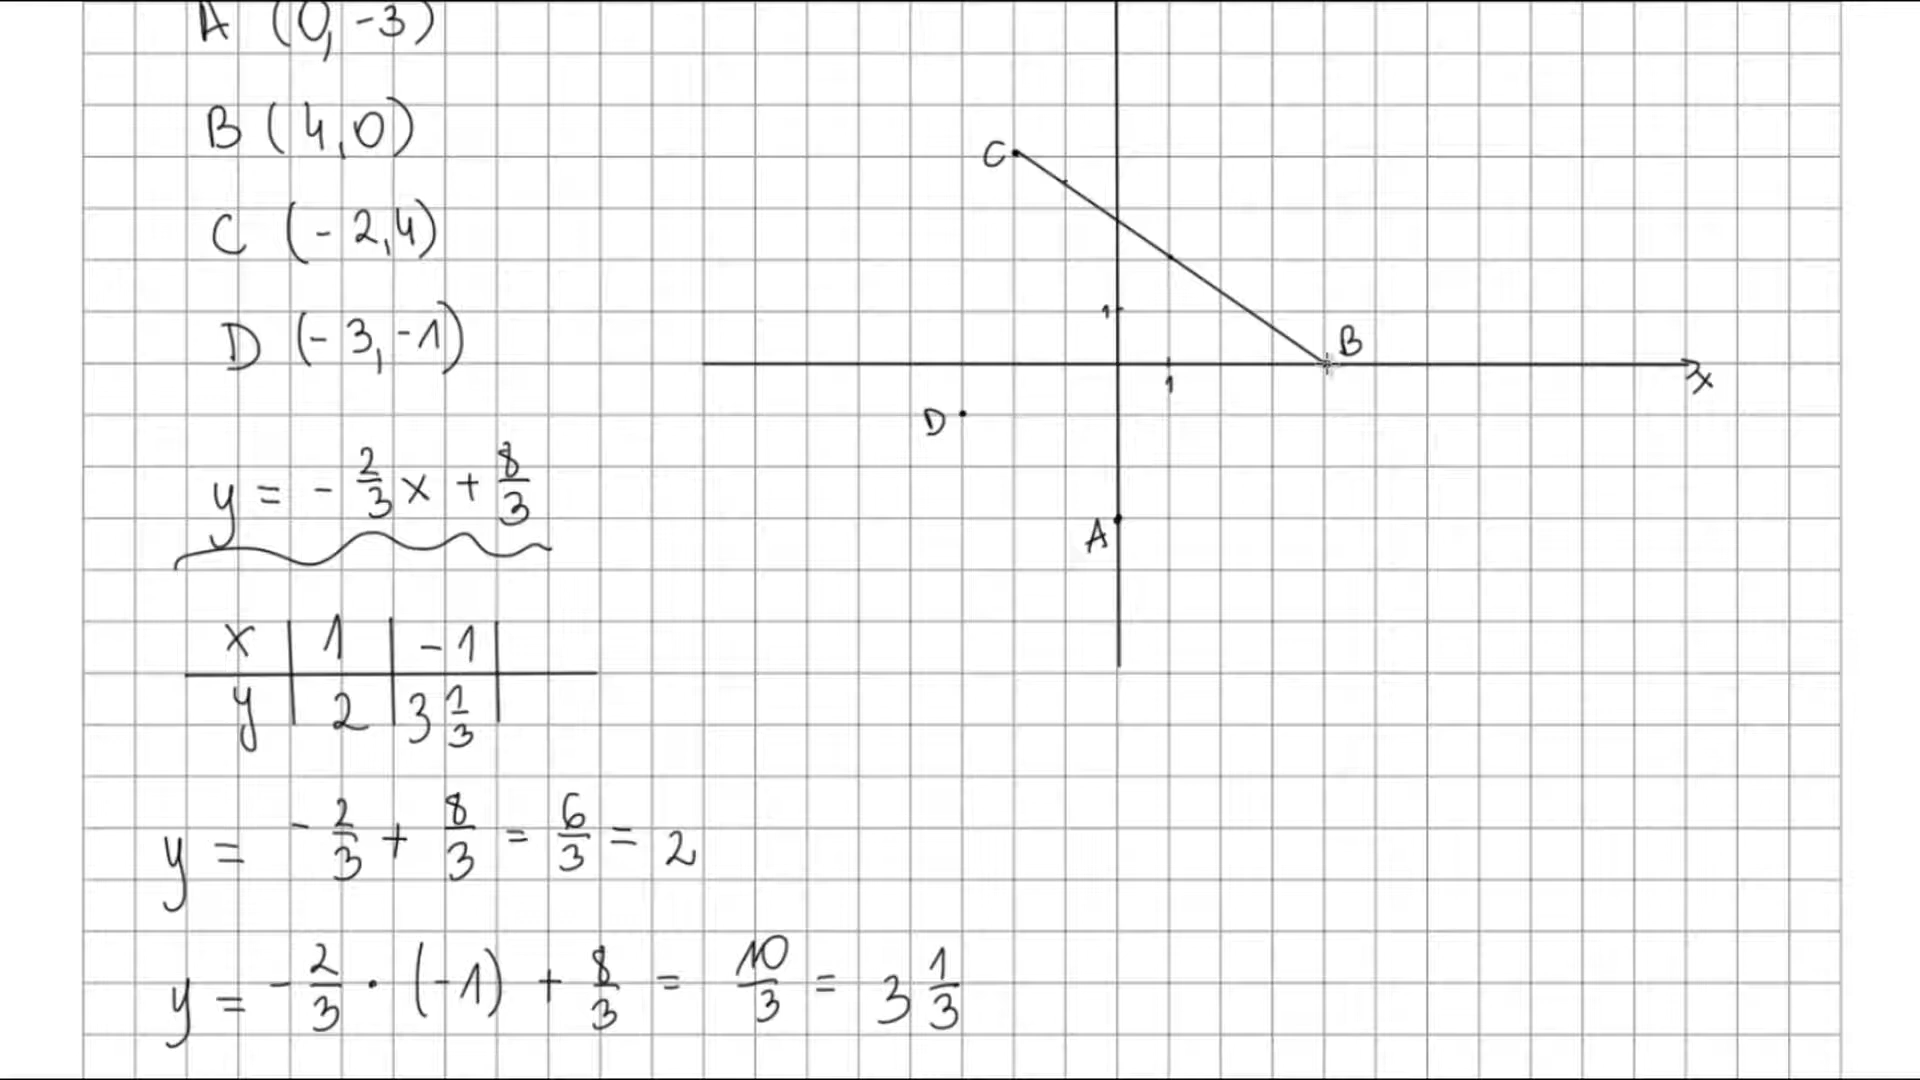 A (0, -3)
B (4, 0)
C (-2, 4)
D (-3, -1)
y = - 2/3 x + 8/3
x | 1 | -1 |
y | 2 | 3 1/3 |
y = - 2/3 + 8/3 = 6/3 = 2
y = - 2/3 · (-1) + 8/3 = 10/3 = 3 1/3
C
1
B
1
x
D
A